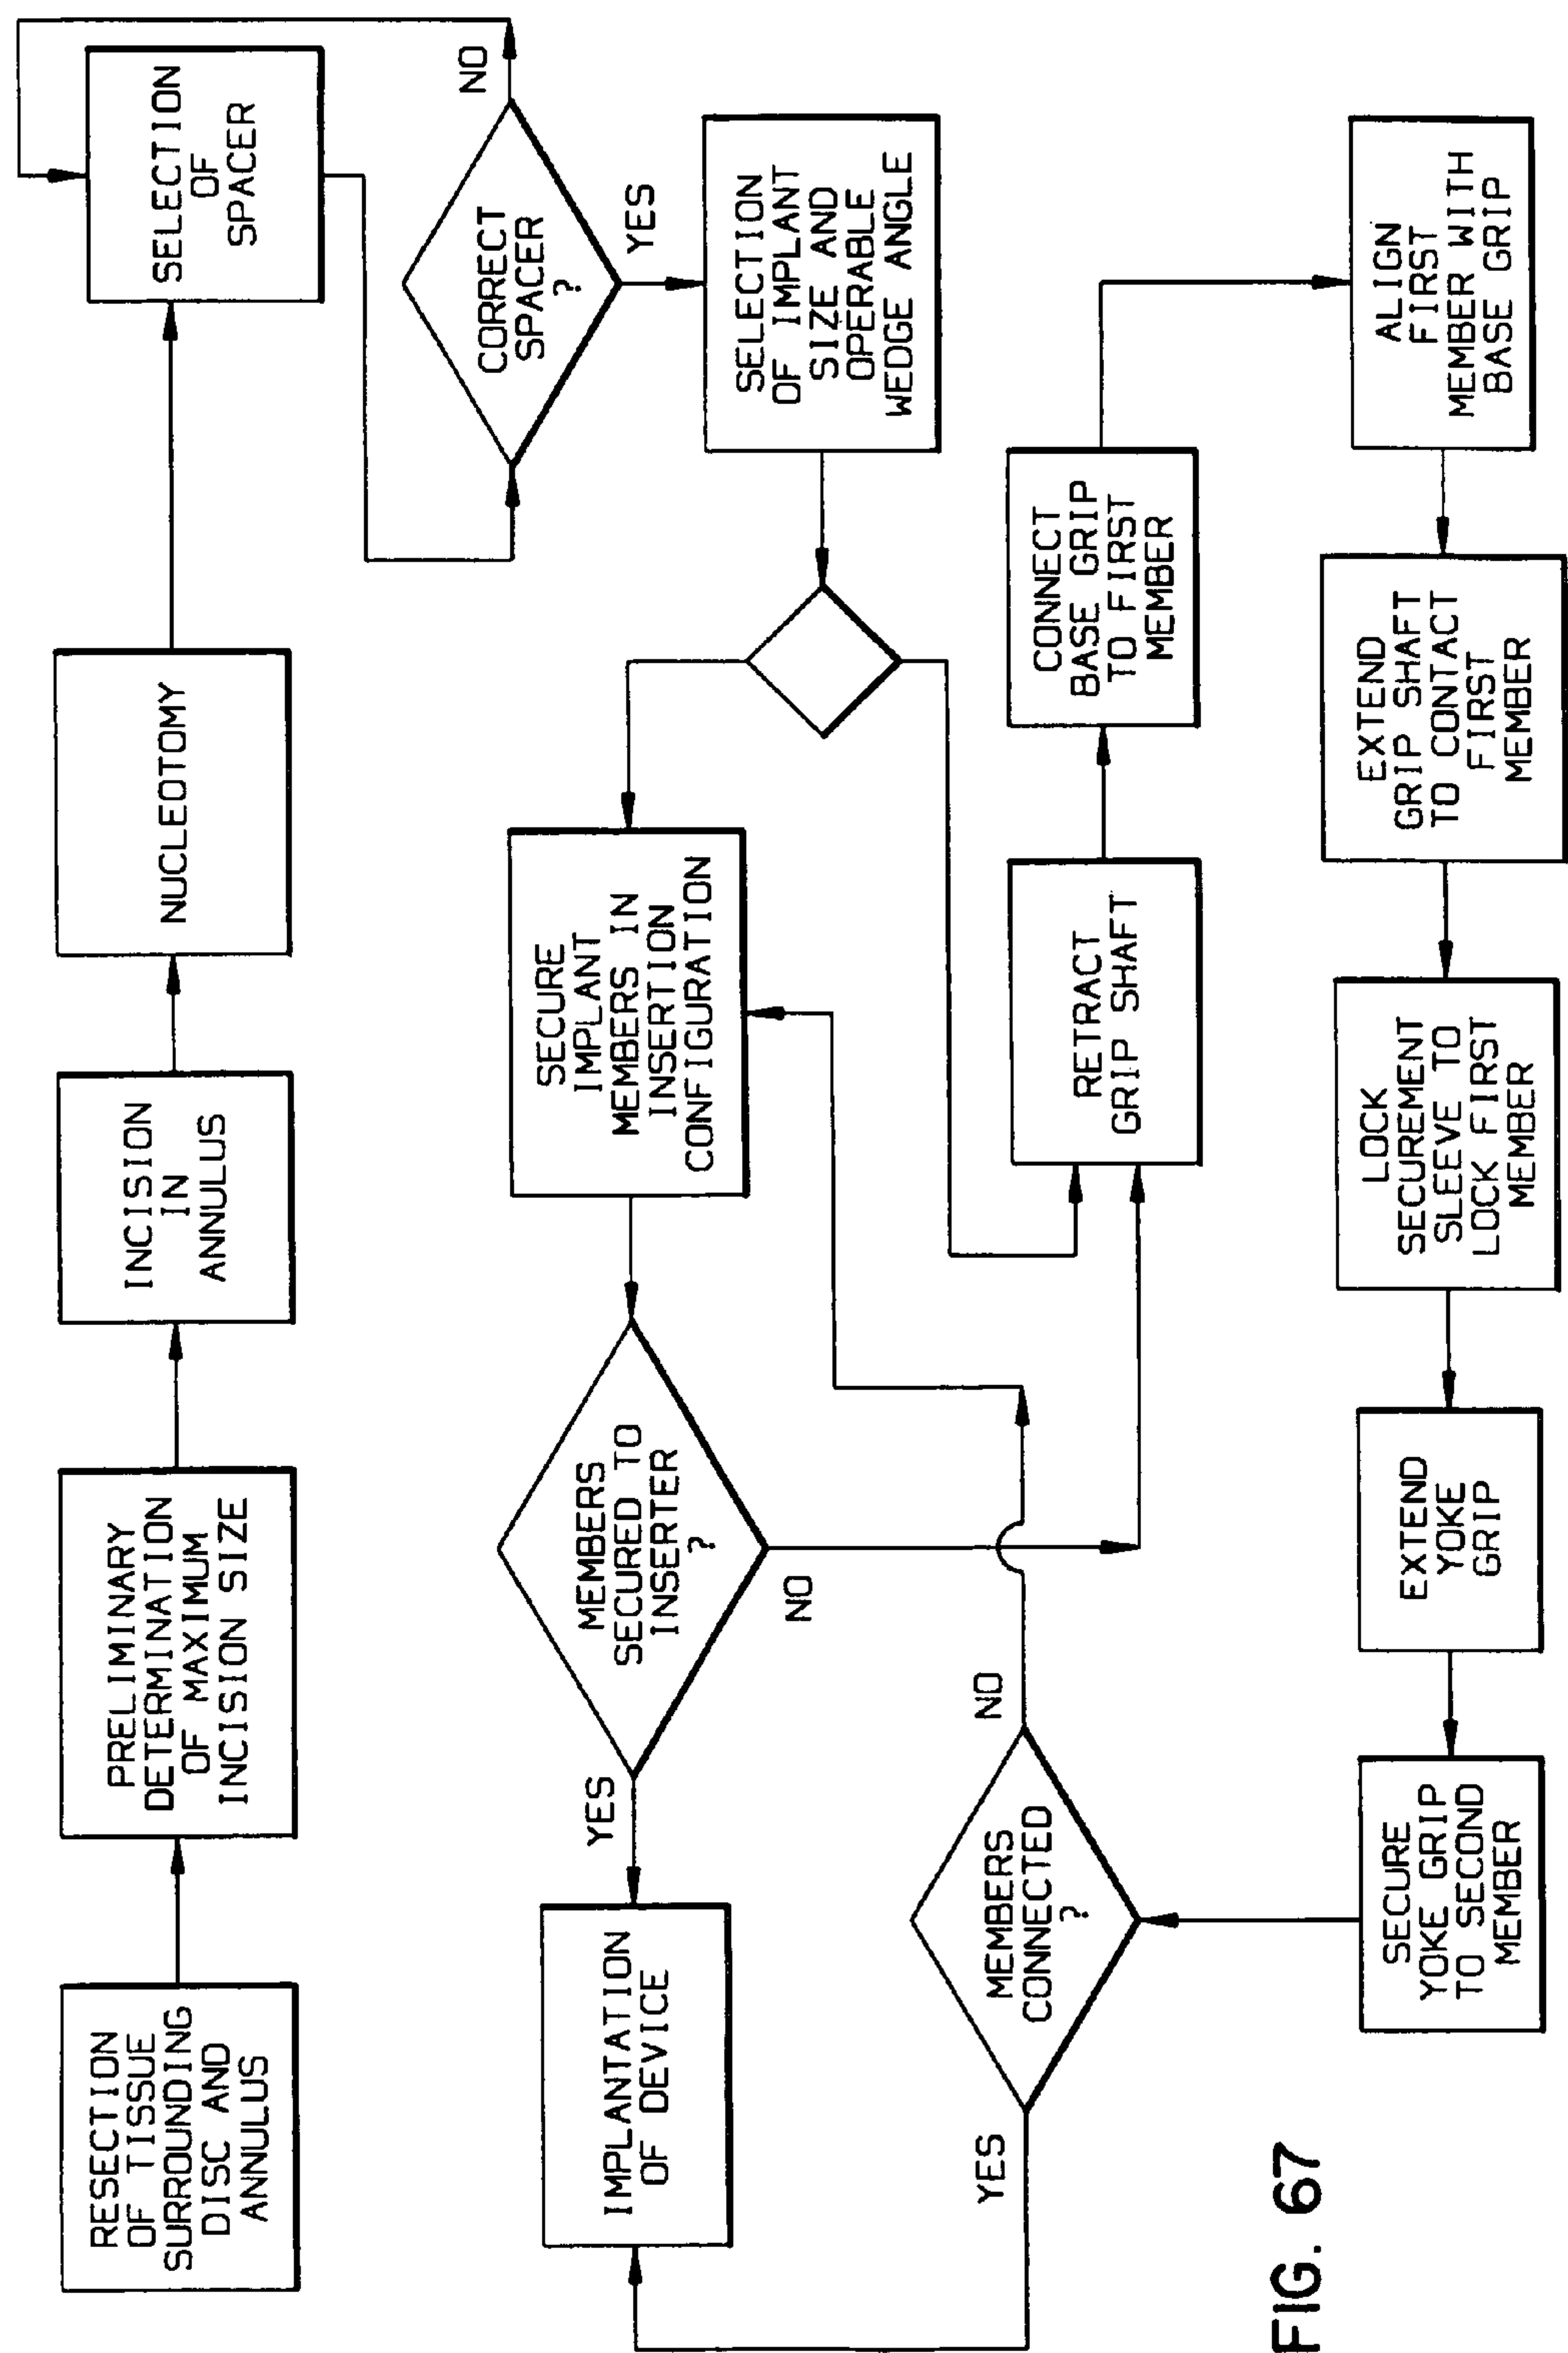 RESECTION
OF TISSUE
SURROUNDING
DISC AND
ANNULUS
PRELIMINARY
DETERMINATION
OF MAXIMUM
INCISION SIZE
INCISION
IN
ANNULUS
NUCLEOTOMY
SELECTION
OF
SPACER
NO
CORRECT
SPACER
?
YES
SELECTION
OF IMPLANT
SIZE AND
OPERABLE
WEDGE ANGLE
SECURE
IMPLANT
MEMBERS IN
INSERTION
CONFIGURATION
MEMBERS
SECURED TO
INSERTER
?
YES
NO
IMPLANTATION
OF DEVICE
RETRACT
GRIP SHAFT
CONNECT
BASE GRIP
TO FIRST
MEMBER
ALIGN
FIRST
MEMBER WITH
BASE GRIP
EXTEND
GRIP SHAFT
TO CONTACT
FIRST
MEMBER
LOCK
SECUREMENT
SLEEVE TO
LOCK FIRST
MEMBER
EXTEND
YOKE
GRIP
SECURE
YOKE GRIP
TO SECOND
MEMBER
MEMBERS
CONNECTED
?
NO
YES
FIG. 67